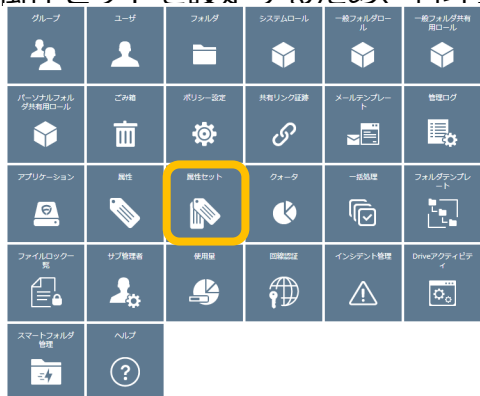 グループ
ユーザ
フォルダ
システムロール
一般フォルダロー
ル
一般フォルダ共有
用ロール
パーソナルフォル
ダ共有用ロール
ごみ箱
ポリシー設定
共有リンク証跡
メールテンプレー
ト
管理ログ
アプリケーション
属性
属性セット
クォータ
一括処理
フォルダテンプレ
ート
ファイルロック一
覧
サブ管理者
使用量
回線認証
インシデント管理
Driveアクティビテ
ィ
スマートフォルダ
管理
ヘルプ